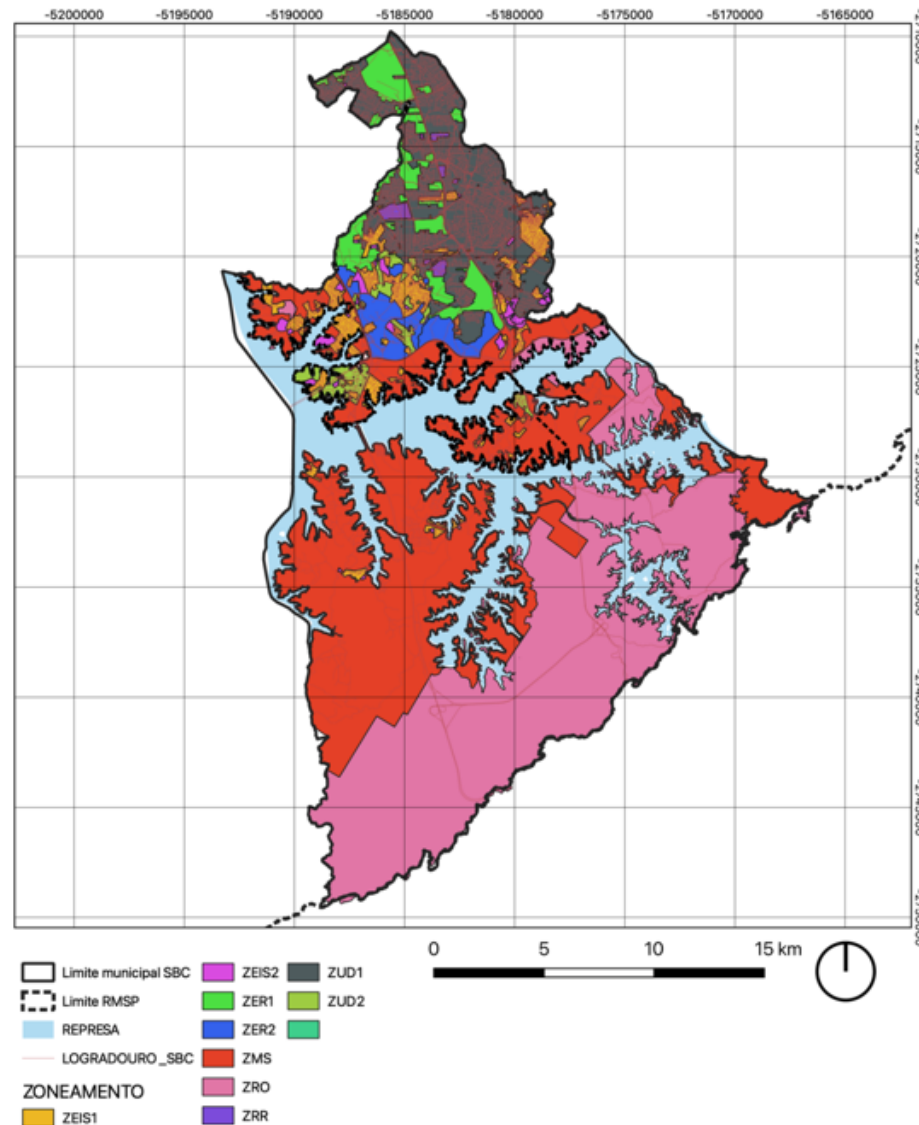 -5200000 -5195000 -5190000 -5185000 -5180000 -5175000 -5170000 -5165000
0 5 10 15 km
Limite municipal SBC
Limite RMSP
REPRESA
LOGRADOURO_SBC
ZONEAMENTO
ZEIS1
ZEIS2
ZER1
ZER2
ZMS
ZRO
ZRR
ZUD1
ZUD2